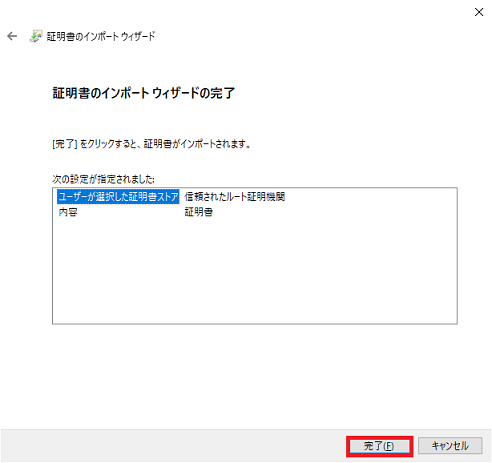 証明書のインポート ウィザード
証明書のインポート ウィザードの完了
[完了] をクリックすると、証明書がインポートされます。
次の設定が指定されました:
ユーザーが選択した証明書ストア 信頼されたルート証明機関
内容 証明書
完了(F) キャンセル